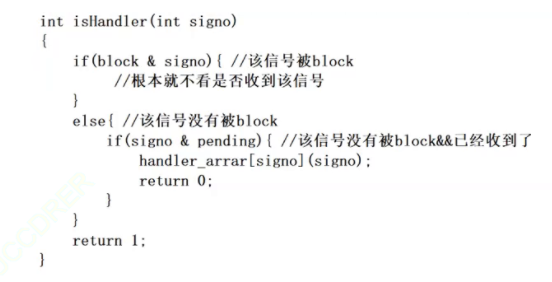 int isHandler(int signo)
{
    if(block & signo){ //该信号被block
        //根本就不看是否收到该信号
    }
    else{ //该信号没有被block
        if(signo & pending){ //该信号没有被block&&已经收到了
            handler_arrar[signo](signo);
            return 0;
        }
    }
    return 1;
}